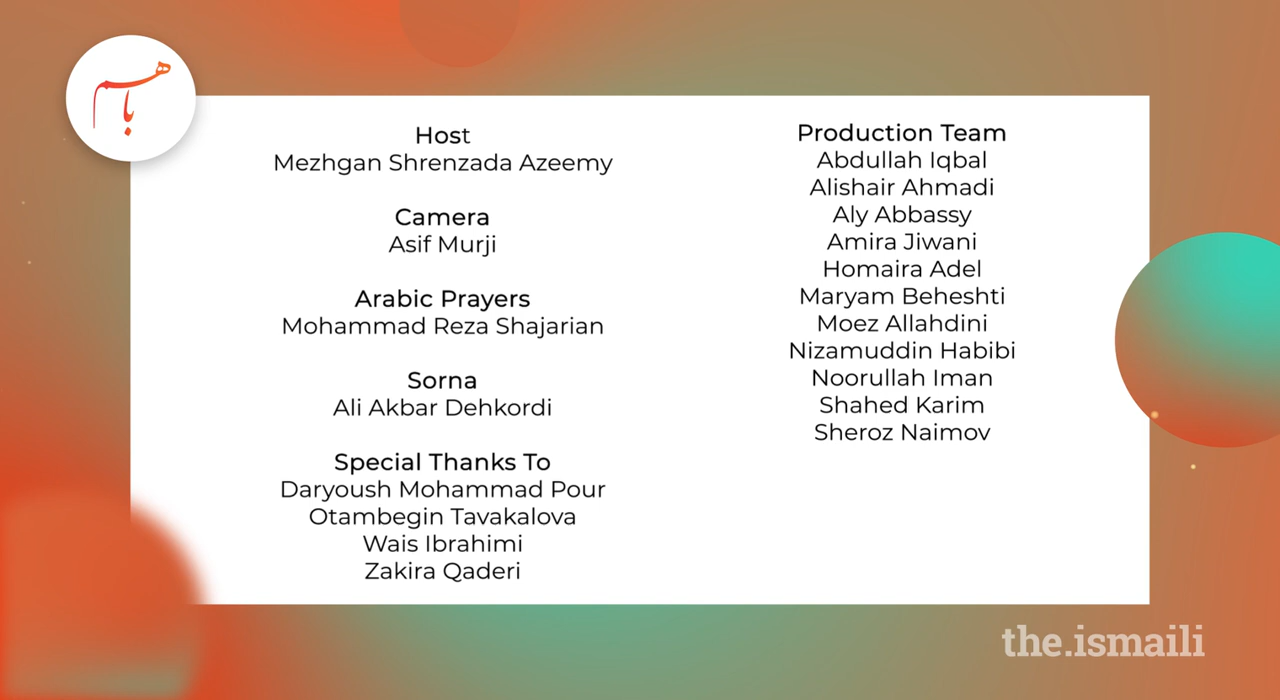 با هم
Host
Mezhgan Shrenzada Azeemy
Camera
Asif Murji
Arabic Prayers
Mohammad Reza Shajarian
Sorna
Ali Akbar Dehkordi
Special Thanks To
Daryoush Mohammad Pour
Otambegin Tavakalova
Wais Ibrahimi
Zakira Qaderi
Production Team
Abdullah Iqbal
Alishair Ahmadi
Aly Abbassy
Amira Jiwani
Homaira Adel
Maryam Beheshti
Moez Allahdini
Nizamuddin Habibi
Noorullah Iman
Shahed Karim
Sheroz Naimov
the.ismaili